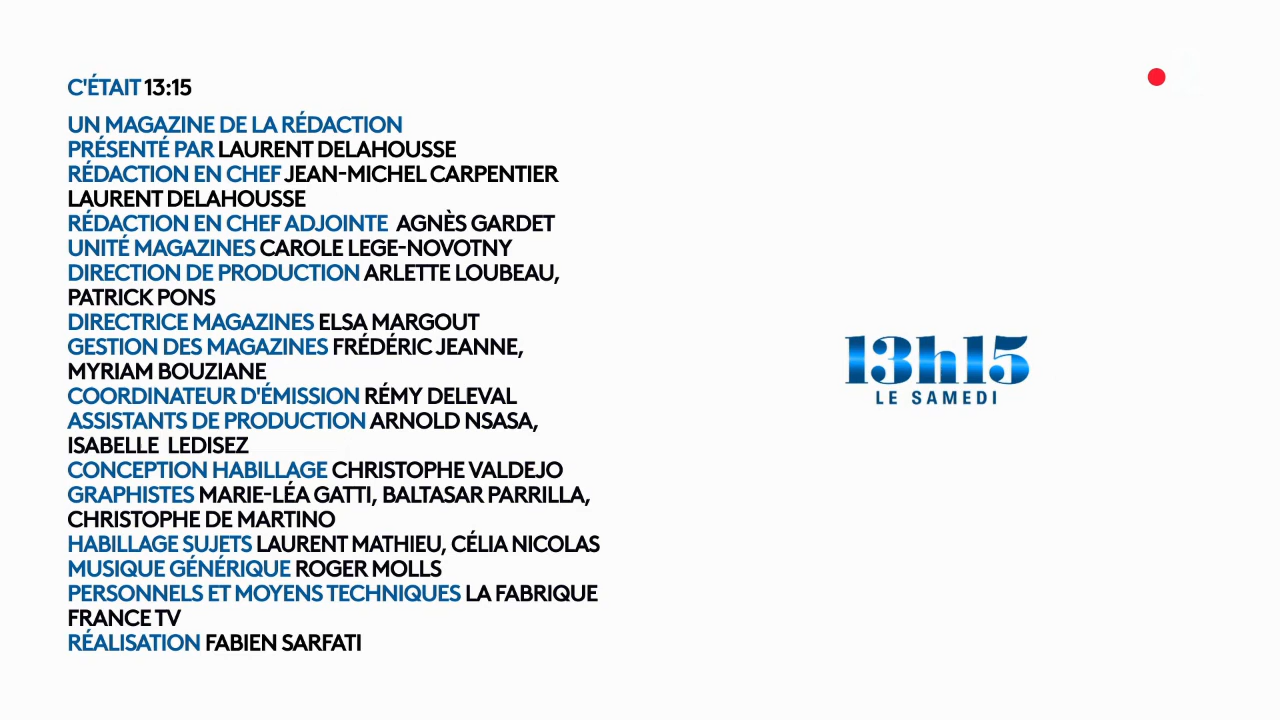 C'ÉTAIT 13:15
UN MAGAZINE DE LA RÉDACTION
PRÉSENTÉ PAR LAURENT DELAHOUSSE
RÉDACTION EN CHEF JEAN-MICHEL CARPENTIER
LAURENT DELAHOUSSE
RÉDACTION EN CHEF ADJOINTE AGNÈS GARDET
UNITÉ MAGAZINES CAROLE LEGE-NOVOTNY
DIRECTION DE PRODUCTION ARLETTE LOUBEAU,
PATRICK PONS
DIRECTRICE MAGAZINES ELSA MARGOUT
GESTION DES MAGAZINES FRÉDÉRIC JEANNE,
MYRIAM BOUZIANE
COORDINATEUR D'ÉMISSION RÉMY DELEVAL
ASSISTANTS DE PRODUCTION ARNOLD NSASA,
ISABELLE LEDISEZ
CONCEPTION HABILLAGE CHRISTOPHE VALDEJO
GRAPHISTES MARIE-LÉA GATTI, BALTASAR PARRILLA,
CHRISTOPHE DE MARTINO
HABILLAGE SUJETS LAURENT MATHIEU, CÉLIA NICOLAS
MUSIQUE GÉNÉRIQUE ROGER MOLLS
PERSONNELS ET MOYENS TECHNIQUES LA FABRIQUE
FRANCE TV
RÉALISATION FABIEN SARFATI
13h15
LE SAMEDI